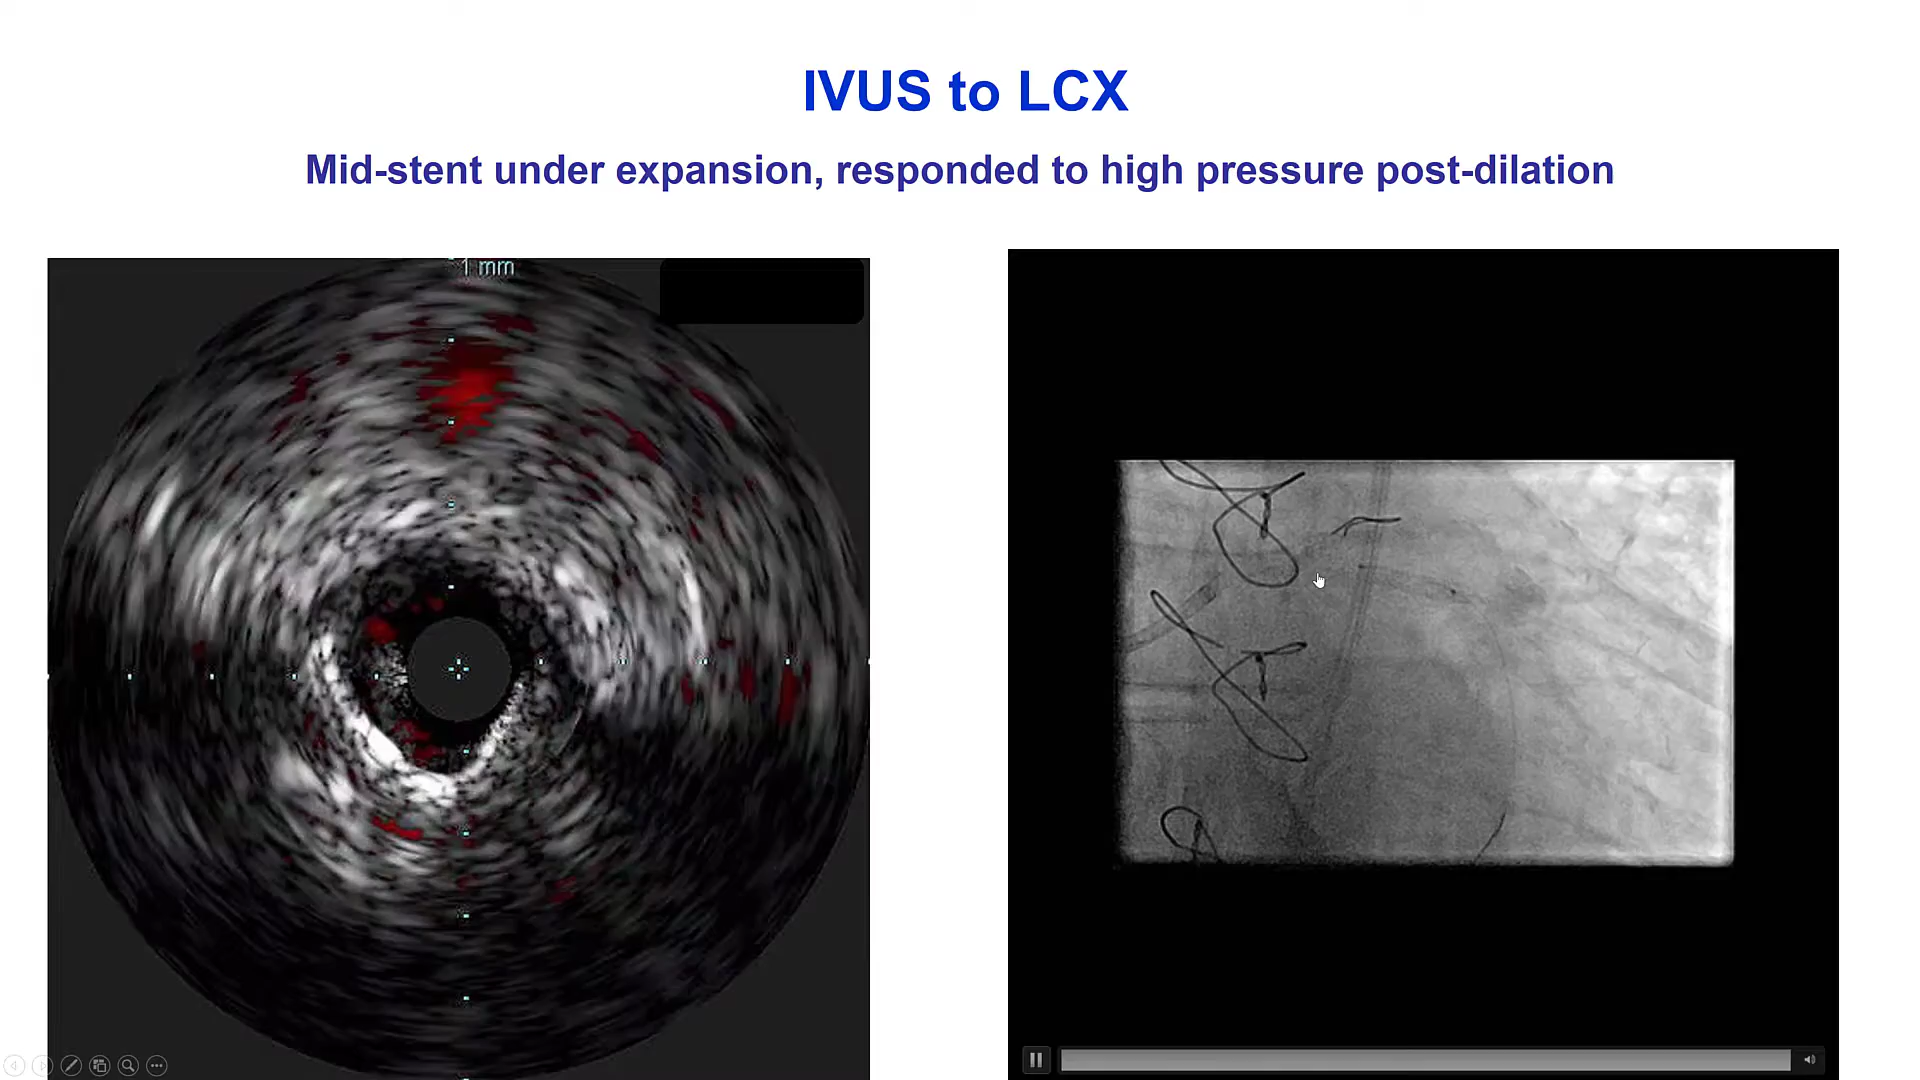 IVUS to LCX
Mid-stent under expansion, responded to high pressure post-dilation
1 mm